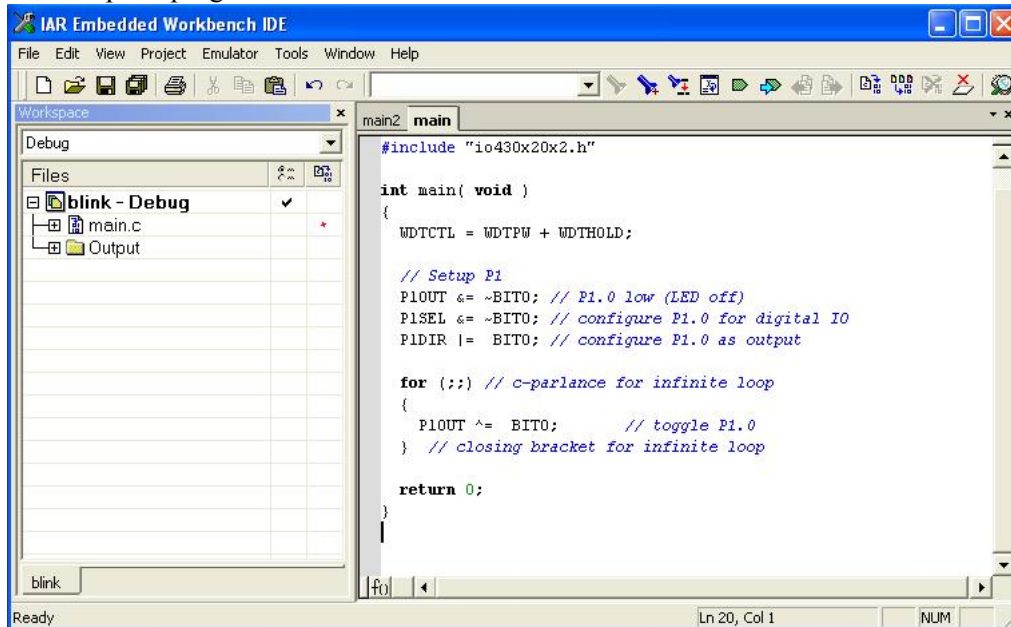 IAR Embedded Workbench IDE
File Edit View Project Emulator Tools Window Help
Workspace
Debug
Files
blink - Debug
main.c
Output
blink
main2 main
#include "io430x20x2.h"
int main( void )
{
WDTCTL = WDTPW + WDTHOLD;
// Setup P1
P1OUT &= ~BIT0; // P1.0 low (LED off)
P1SEL &= ~BIT0; // configure P1.0 for digital IO
P1DIR |= BIT0; // configure P1.0 as output
for (;;) // c-parlance for infinite loop
{
P1OUT ^= BIT0; // toggle P1.0
} // closing bracket for infinite loop
return 0;
}
f()
Ready Ln 20, Col 1 NUM